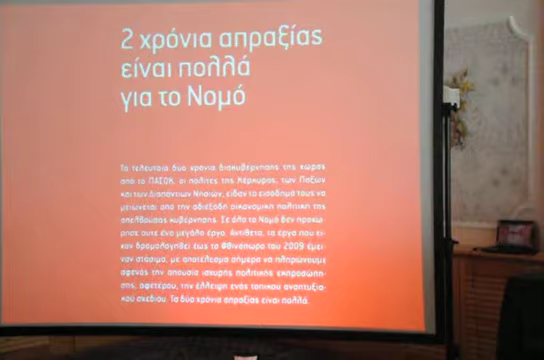 2 χρόνια απραξίας
είναι πολλά
για το Νομό
Τα τελευταία δύο χρόνια διακυβέρνησης της χώρας
από το ΠΑΣΟΚ, οι πολίτες της Κέρκυρας, των Παξών
και των Διαποντίων Νησιών, είδαν το εισόδημα τους να
μειώνεται από την αδιέξοδη οικονομική πολιτική της
απελθούσας κυβέρνησης. Σε όλο το Νομό δεν προχώ-
ρησε ούτε ένα μεγάλο έργο. Αντίθετα, τα έργα που εί-
χαν δρομολογηθεί έως το Φθινόπωρο του 2009 έμει-
ναν στάσιμα, με αποτέλεσμα σήμερα να πληρώνουμε
αφενός την απουσία ισχυρής πολιτικής εκπροσώπη-
σης, αφετέρου, την έλλειψη ενός τοπικού αναπτυξια-
κού σχεδίου. Τα δύο χρόνια απραξίας είναι πολλά.